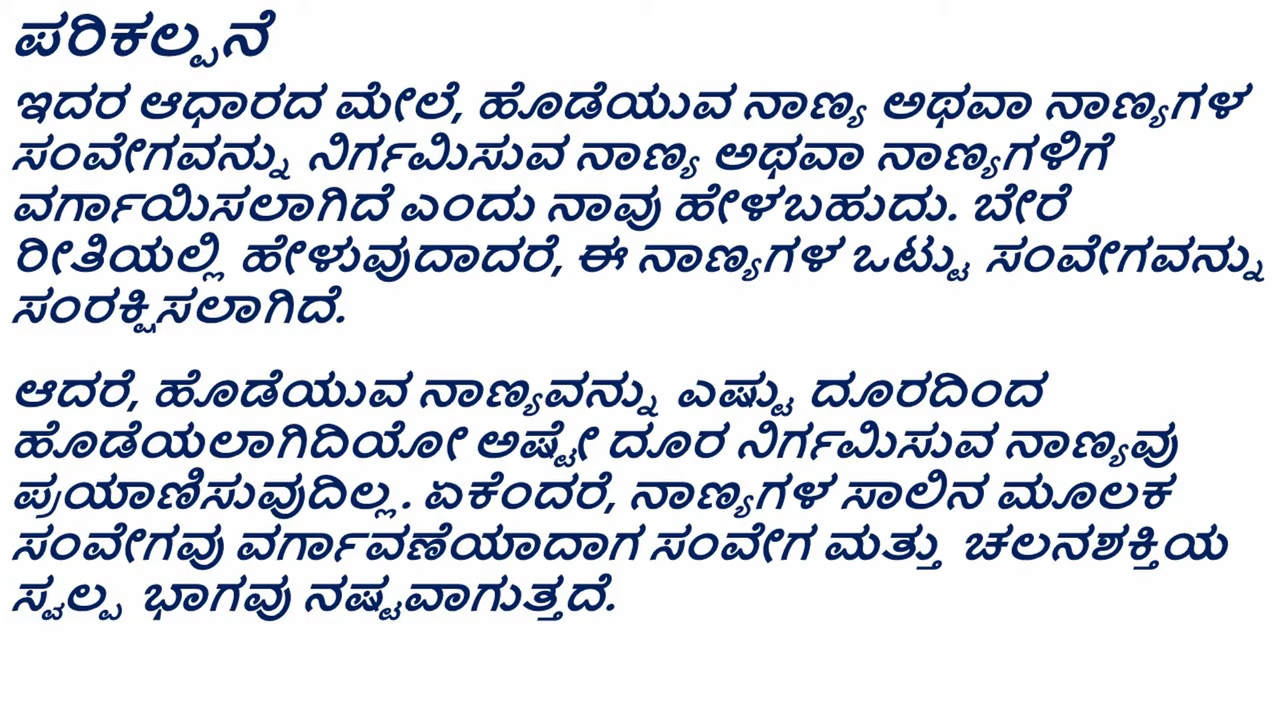 ಪರಿಕಲ್ಪನೆ
ಇದರ ಆಧಾರದ ಮೇಲೆ, ಹೊಡೆಯುವ ನಾಣ್ಯ ಅಥವಾ ನಾಣ್ಯಗಳ
ಸಂವೇಗವನ್ನು ನಿರ್ಗಮಿಸುವ ನಾಣ್ಯ ಅಥವಾ ನಾಣ್ಯಗಳಿಗೆ
ವರ್ಗಾಯಿಸಲಾಗಿದೆ ಎಂದು ನಾವು ಹೇಳಬಹುದು. ಬೇರೆ
ರೀತಿಯಲ್ಲಿ ಹೇಳುವುದಾದರೆ, ಈ ನಾಣ್ಯಗಳ ಒಟ್ಟು ಸಂವೇಗವನ್ನು
ಸಂರಕ್ಷಿಸಲಾಗಿದೆ.
ಆದರೆ, ಹೊಡೆಯುವ ನಾಣ್ಯವನ್ನು ಎಷ್ಟು ದೂರದಿಂದ
ಹೊಡೆಯಲಾಗಿದಿಯೋ ಅಷ್ಟೇ ದೂರ ನಿರ್ಗಮಿಸುವ ನಾಣ್ಯವು
ಪ್ರಯಾಣಿಸುವುದಿಲ್ಲ. ಏಕೆಂದರೆ, ನಾಣ್ಯಗಳ ಸಾಲಿನ ಮೂಲಕ
ಸಂವೇಗವು ವರ್ಗಾವಣೆಯಾದಾಗ ಸಂವೇಗ ಮತ್ತು ಚಲನಶಕ್ತಿಯ
ಸ್ವಲ್ಪ ಭಾಗವು ನಷ್ಟವಾಗುತ್ತದೆ.